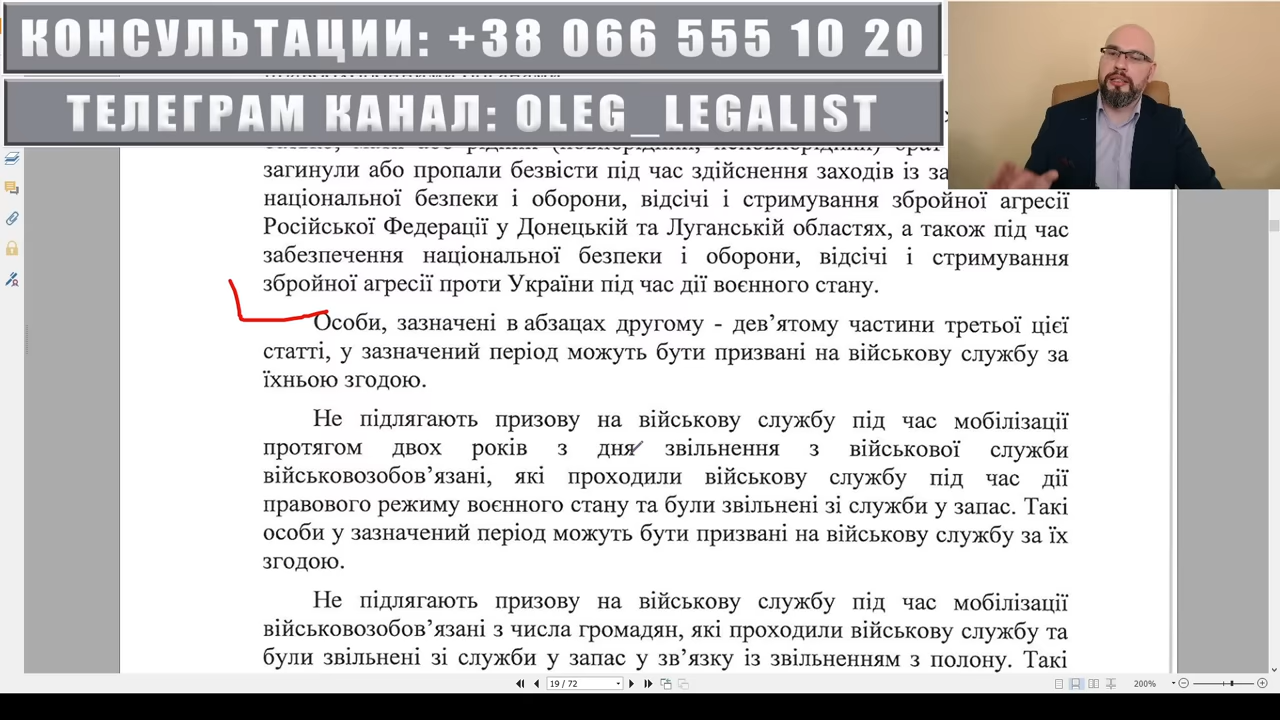 КОНСУЛЬТАЦИИ: +38 066 555 10 20
ТЕЛЕГРАМ КАНАЛ: OLEG_LEGALIST
загинули або пропали безвісти під час здійснення заходів із
національної безпеки і оборони, відсічі і стримування збройної агресії
Російської Федерації у Донецькій та Луганській областях, а також під час
забезпечення національної безпеки і оборони, відсічі і стримування
збройної агресії проти України під час дії воєнного стану.
Особи, зазначені в абзацах другому - дев’ятому частини третьої цієї
статті, у зазначений період можуть бути призвані на військову службу за
їхньою згодою.
Не підлягають призову на військову службу під час мобілізації
протягом двох років з дня звільнення з військової служби
військовозобов’язані, які проходили військову службу під час дії
правового режиму воєнного стану та були звільнені зі служби у запас. Такі
особи у зазначений період можуть бути призвані на військову службу за їх
згодою.
Не підлягають призову на військову службу під час мобілізації
військовозобов’язані з числа громадян, які проходили військову службу та
були звільнені зі служби у запас у зв’язку із звільненням з полону. Такі
19 / 72
200%